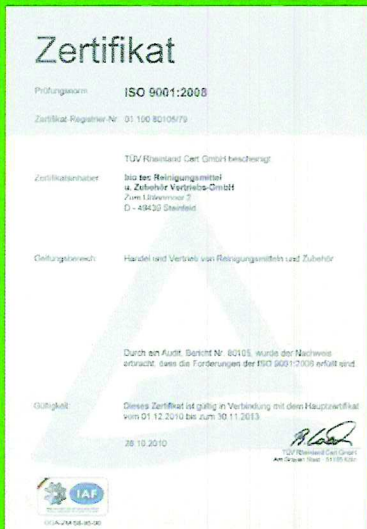 Zertifikat
Prüfungsnorm ISO 9001:2008
Zertifikat-Registrier-Nr. 01 100 80105/79
TÜV Rheinland Cert GmbH bescheinigt:
Zertifikatsinhaber: bio tec Reinigungsmittel
u. Zubehör Vertriebs-GmbH
D - 49439 Steinfeld
Geltungsbereich: Handel und Vertrieb von Reinigungsmitteln und Zubehör
Durch ein Audit, Bericht Nr. 80105, wurde der Nachweis
erbracht, dass die Forderungen der ISO 9001:2008 erfüllt sind.
Gültigkeit: Dieses Zertifikat ist gültig in Verbindung mit dem Hauptzertifikat
vom 01.12.2010 bis zum 30.11.2013.
28.10.2010
TÜV Rheinland Cert GmbH
IAF